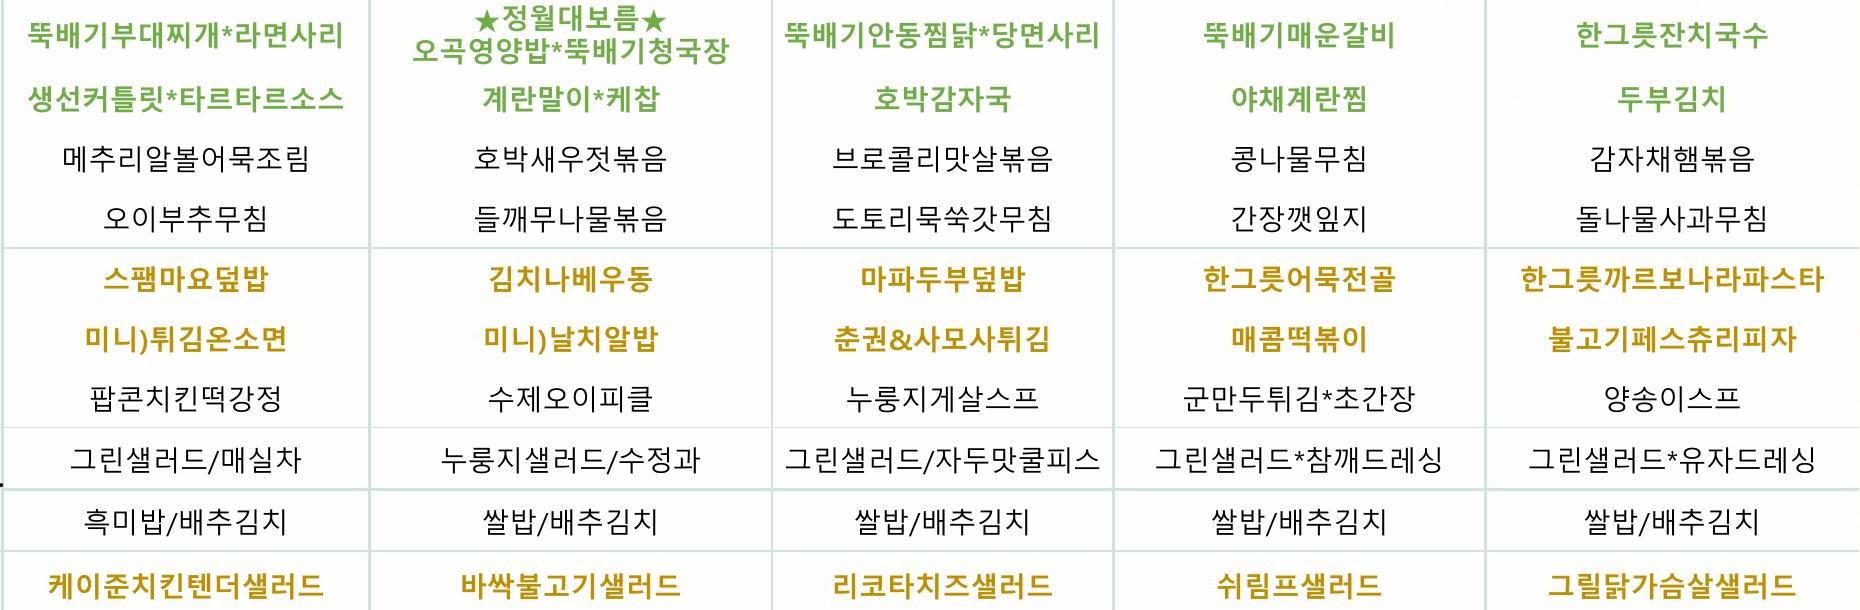 뚝배기부대찌개*라면사리
★정월대보름★
오곡영양밥*뚝배기청국장
뚝배기안동찜닭*당면사리
뚝배기매운갈비
한그릇잔치국수
생선커틀릿*타르타르소스
계란말이*케찹
호박감자국
야채계란찜
두부김치
메추리알볼어묵조림
호박새우젓볶음
브로콜리맛살볶음
콩나물무침
감자채햄볶음
오이부추무침
들깨무나물볶음
도토리묵쑥갓무침
간장깻잎지
돌나물사과무침
스팸마요덮밥
김치나베우동
마파두부덮밥
한그릇어묵전골
한그릇까르보나라파스타
미니)튀김온소면
미니)날치알밥
춘권&사모사튀김
매콤떡볶이
불고기페스츄리피자
팝콘치킨떡강정
수제오이피클
누룽지게살스프
군만두튀김*초간장
양송이스프
그린샐러드/매실차
누룽지샐러드/수정과
그린샐러드/자두맛쿨피스
그린샐러드*참깨드레싱
그린샐러드*유자드레싱
흑미밥/배추김치
쌀밥/배추김치
쌀밥/배추김치
쌀밥/배추김치
쌀밥/배추김치
케이준치킨텐더샐러드
바싹불고기샐러드
리코타치즈샐러드
쉬림프샐러드
그릴닭가슴살샐러드